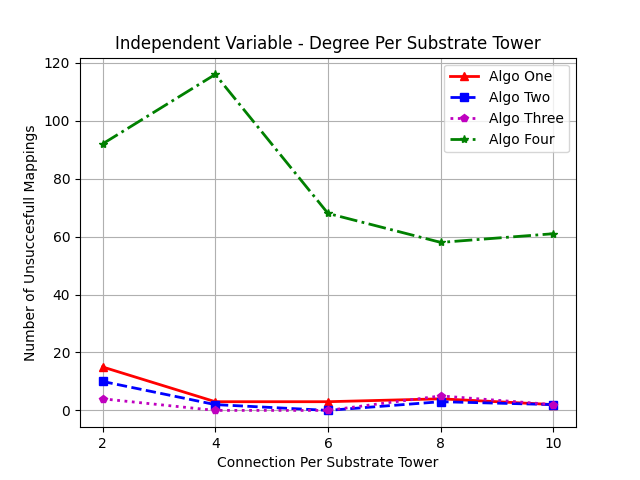 Independent Variable - Degree Per Substrate Tower
Algo One
Algo Two
Algo Three
Algo Four
Number of Unsuccesfull Mappings
120
100
80
60
40
20
0
2 4 6 8 10
Connection Per Substrate Tower